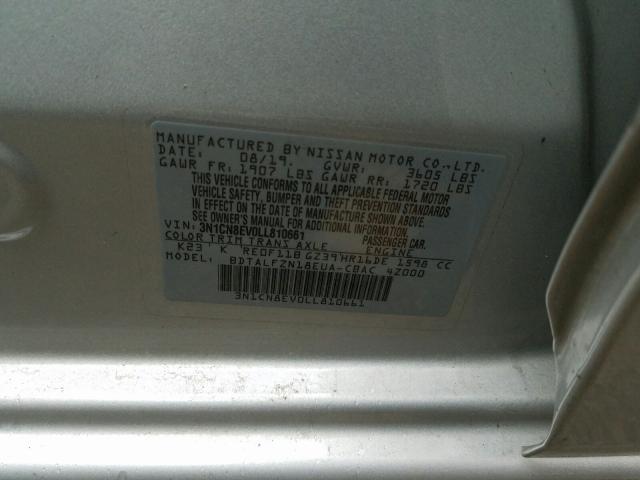 MANUFACTURED BY NISSAN MOTOR CO.,LTD.
DATE: 08/19. GVWR: 3605 LBS
GAWR FR: 1907 LBS GAWR RR: 1720 LBS
THIS VEHICLE CONFORMS TO ALL APPLICABLE FEDERAL MOTOR
VEHICLE SAFETY, BUMPER AND THEFT PREVENTION STANDARDS
IN EFFECT ON THE DATE OF MANUFACTURE SHOWN ABOVE.
SEE OWNER'S MANUAL FOR ADDITIONAL INFORMATION.
VIN: 3N1CN8EV0LL810661 PASSENGER CAR.
COLOR TRIM TRANS AXLE ENGINE
K23 K RE0F11B GZ39 HR16DE 1598 CC
MODEL: BDTALFZN18EUA-CBAC 4Z000
3N1CN8EV0LL810661